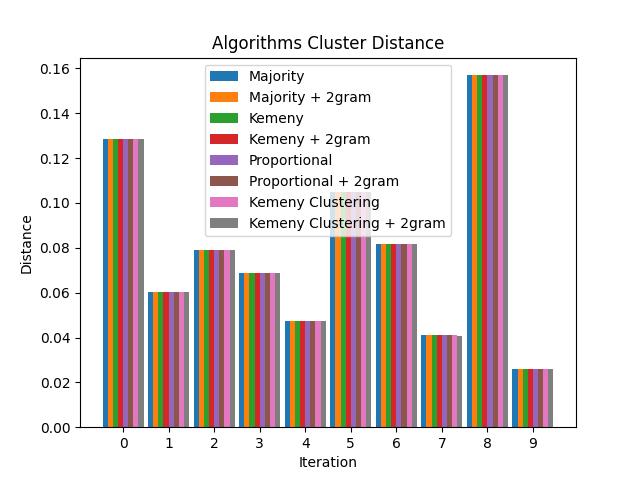 Algorithms Cluster Distance
0.16
0.14
0.12
0.10
0.08
0.06
0.04
0.02
0.00
Distance
Majority
Majority + 2gram
Kemeny
Kemeny + 2gram
Proportional
Proportional + 2gram
Kemeny Clustering
Kemeny Clustering + 2gram
0 1 2 3 4 5 6 7 8 9
Iteration